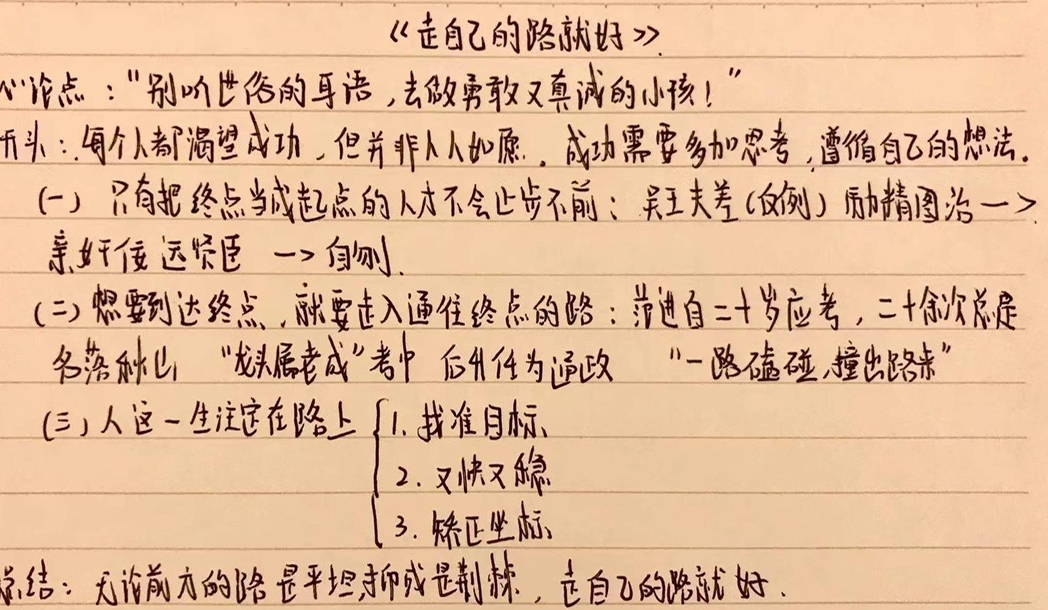 《走自己的路就好》
心论点："别听世俗的耳语，去做勇敢又真诚的小孩！"
开头：每个人都渴望成功，但并非人人如愿。成功需要多加思考，遵循自己的想法。
(一) 只有把终点当成起点的人才不会止步不前：吴王夫差(反例) 励精图治一>
亲奸佞远贤臣 一>自刎.
(二) 想要到达终点，就要走入通往终点的路：范进自二十岁应考，二十余次总是
名落孙山 "龙头属老成"考中 后升任为通政 "一路磕碰,撞出路来"
(三) 人这一生注定在路上 1. 找准目标、
2. 又快又稳
3. 矫正坐标、
总结：无论前方的路是平坦抑或是荆棘，走自己的路就好.